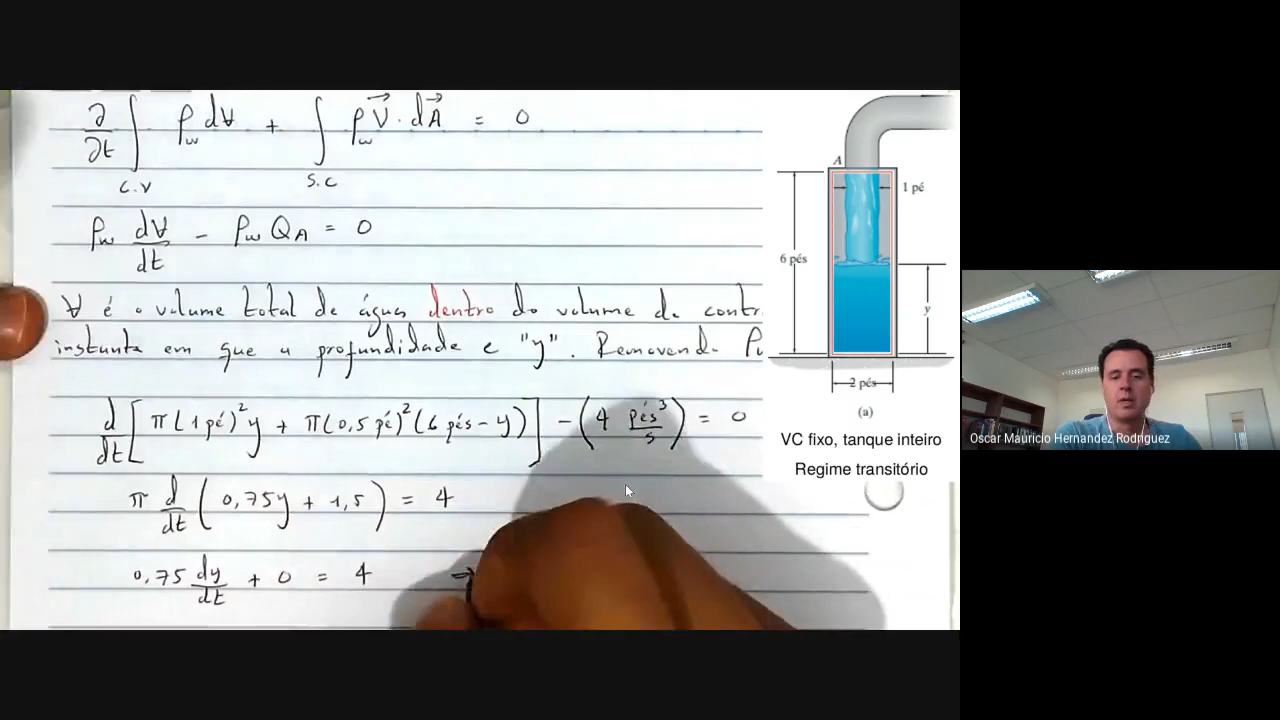 ∂/∂t ∫ ρw dV + ∫ ρw V⃗ · dA⃗ = 0
C.V S.C
ρw dV/dt - ρw QA = 0
V é o volume total de água dentro do volume de
instante em que a profundidade e "y". Removendo
d/dt [π(1 pé)²y + π(0,5 pé)²(6 pés - y)] - (4 pés³/s) = 0
π d/dt (0,75y + 1,5) = 4
0,75 dy/dt + 0 = 4 →
A
1 pé
6 pés
y
2 pés
(a)
VC fixo, tanque inteiro
Regime transitório
Oscar Mauricio Hernandez Rodriguez